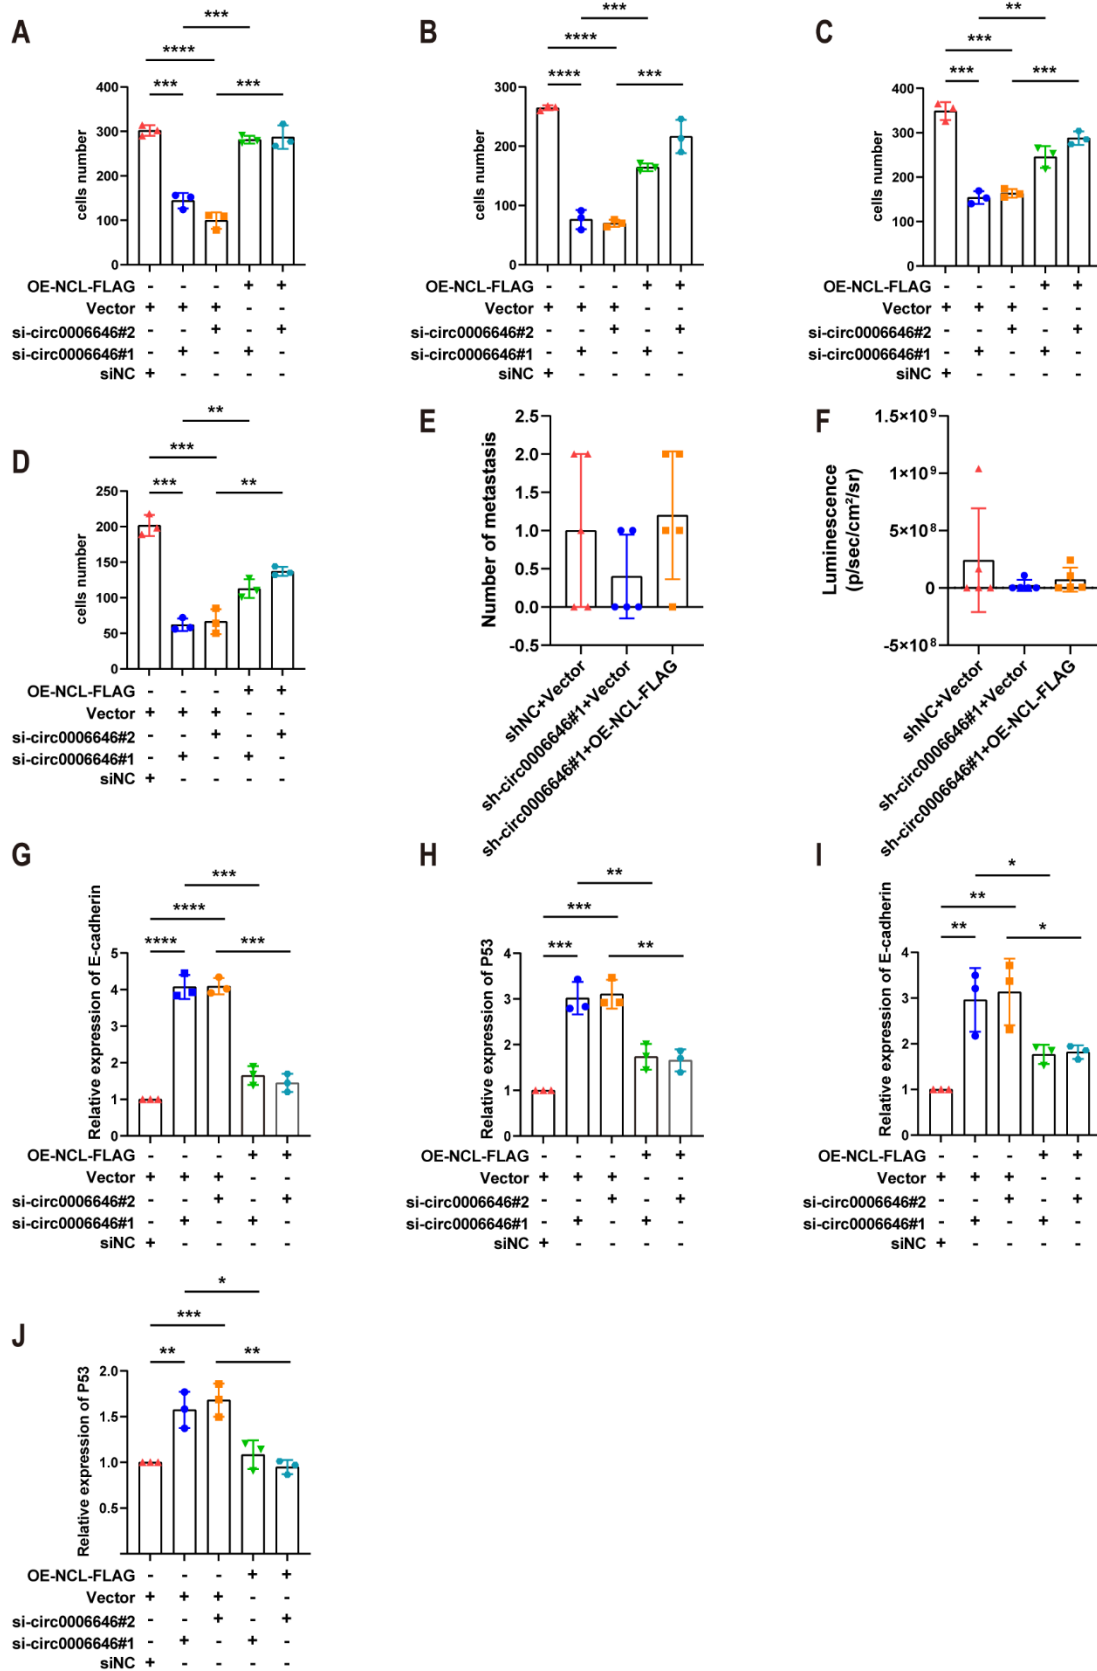 A
***
****
*** ***
cells number
400
300
200
100
0
OE-NCL-FLAG - - - + +
Vector + + + - -
si-circ0006646#2 - - + - +
si-circ0006646#1 - + - + -
siNC + - - - -
B
***
****
**** ***
cells number
300
200
100
0
OE-NCL-FLAG - - - + +
Vector + + + - -
si-circ0006646#2 - - + - +
si-circ0006646#1 - + - + -
siNC + - - - -
C
**
***
*** ***
cells number
400
300
200
100
0
OE-NCL-FLAG - - - + +
Vector + + + - -
si-circ0006646#2 - - + - +
si-circ0006646#1 - + - + -
siNC + - - - -
D
**
***
*** **
cells number
250
200
150
100
50
0
OE-NCL-FLAG - - - + +
Vector + + + - -
si-circ0006646#2 - - + - +
si-circ0006646#1 - + - + -
siNC + - - - -
E
Number of metastasis
2.5
2.0
1.5
1.0
0.5
0.0
-0.5
shNC+Vector
sh-circ0006646#1+Vector
sh-circ0006646#1+OE-NCL-FLAG
F
Luminescence
(p/sec/cm²/sr)
1.5×10⁹
1×10⁹
5×10⁸
0
-5×10⁸
shNC+Vector
sh-circ0006646#1+Vector
sh-circ0006646#1+OE-NCL-FLAG
G
***
****
**** ***
Relative expression of E-cadherin
5
4
3
2
1
0
OE-NCL-FLAG - - - + +
Vector + + + - -
si-circ0006646#2 - - + - +
si-circ0006646#1 - + - + -
siNC + - - - -
H
**
***
*** **
Relative expression of P53
4
3
2
1
0
OE-NCL-FLAG - - - + +
Vector + + + - -
si-circ0006646#2 - - + - +
si-circ0006646#1 - + - + -
siNC + - - - -
I
*
**
** *
Relative expression of E-cadherin
4
3
2
1
0
OE-NCL-FLAG - - - + +
Vector + + + - -
si-circ0006646#2 - - + - +
si-circ0006646#1 - + - + -
siNC + - - - -
J
*
***
** **
Relative expression of P53
2.0
1.5
1.0
0.5
OE-NCL-FLAG - - - + +
Vector + + + - -
si-circ0006646#2 - - + - +
si-circ0006646#1 - + - + -
siNC + - - - -